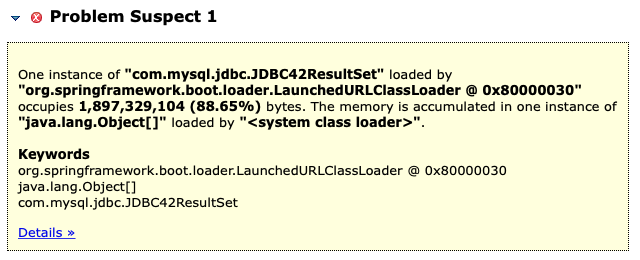 Problem Suspect 1
One instance of "com.mysql.jdbc.JDBC42ResultSet" loaded by
"org.springframework.boot.loader.LaunchedURLClassLoader @ 0x80000030"
occupies 1,897,329,104 (88.65%) bytes. The memory is accumulated in one instance of
"java.lang.Object[]" loaded by "<system class loader>".
Keywords
org.springframework.boot.loader.LaunchedURLClassLoader @ 0x80000030
java.lang.Object[]
com.mysql.jdbc.JDBC42ResultSet
Details »